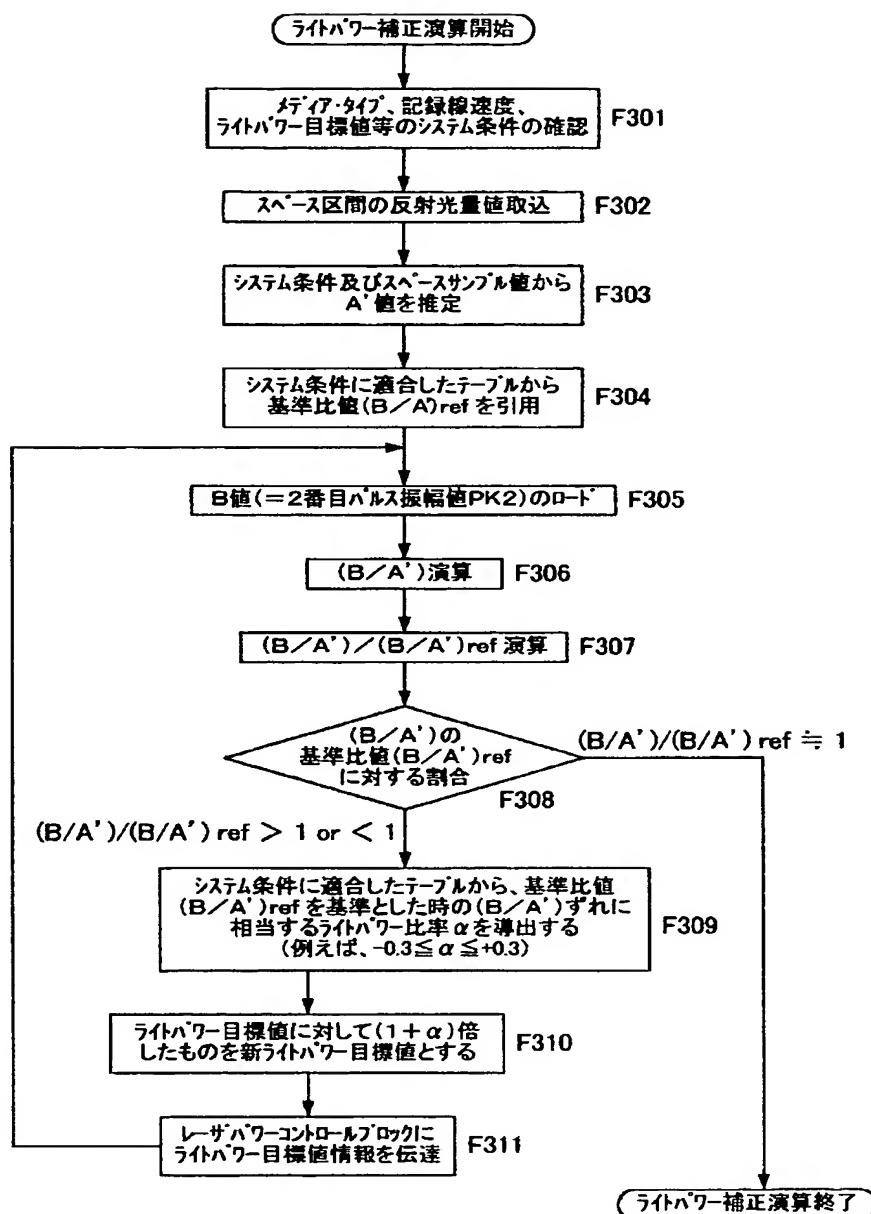 ライトパワー補正演算開始
メディア・タイプ、記録線速度、
ライトパワー目標値等のシステム条件の確認
F301
スペース区間の反射光量値取込
F302
システム条件及びスペースサンプル値から
A'値を推定
F303
システム条件に適合したテーブルから
基準比値(B/A')refを引用
F304
B値(=2番目パルス振幅値PK2)のロード
F305
(B/A')演算
F306
(B/A')/(B/A')ref演算
F307
(B/A')の
基準比値(B/A')ref
に対する割合
F308
(B/A')/(B/A')ref ≒ 1
(B/A')/(B/A')ref > 1 or < 1
システム条件に適合したテーブルから、基準比値
(B/A')refを基準とした時の(B/A')ずれに
相当するライトパワー比率αを導出する
(例えば、-0.3≦α≦+0.3)
F309
ライトパワー目標値に対して(1+α)倍
したものを新ライトパワー目標値とする
F310
レーザパワーコントロールブロックに
ライトパワー目標値情報を伝達
F311
ライトパワー補正演算終了